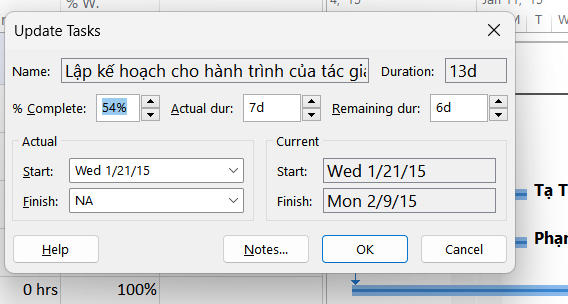 % W.
4, '15
Jan 11, '15
M T W
Update Tasks
Name: Lập kế hoạch cho hành trình của tác giả Duration: 13d
% Complete: 54% Actual dur: 7d Remaining dur: 6d
Actual
Current
Start: Wed 1/21/15
Start: Wed 1/21/15
Finish: NA
Finish: Mon 2/9/15
Tạ T
Phạn
Help Notes... OK Cancel
0 hrs 100%